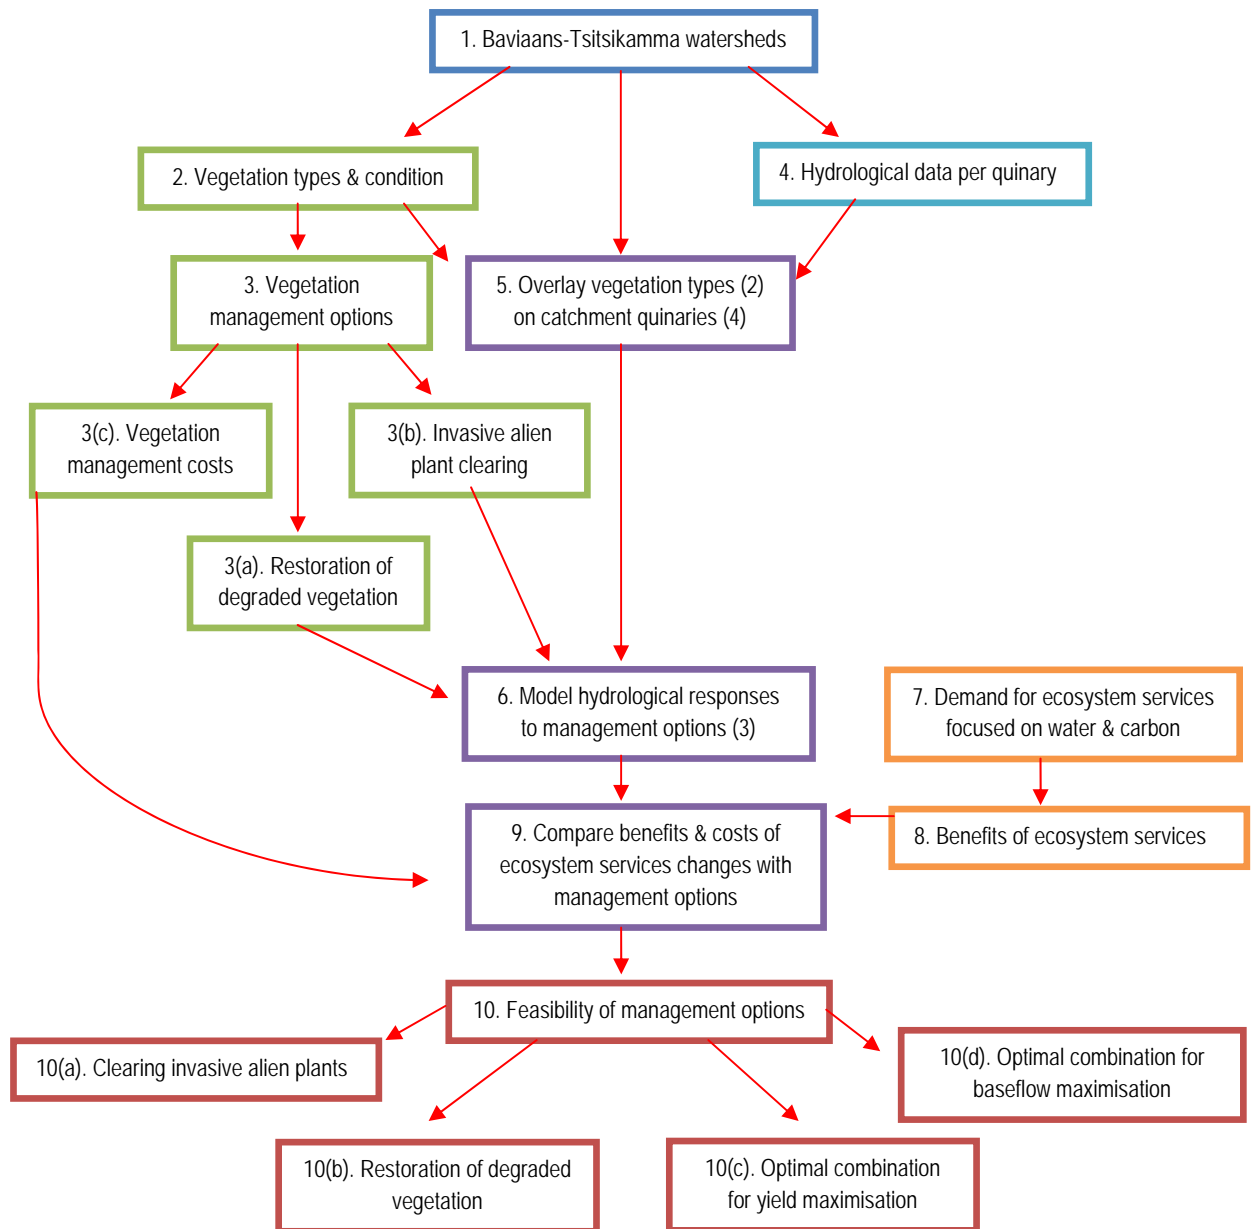 1. Baviaans-Tsitsikamma watersheds
2. Vegetation types & condition
4. Hydrological data per quinary
3. Vegetation
management options
5. Overlay vegetation types (2)
on catchment quinaries (4)
3(c). Vegetation
management costs
3(b). Invasive alien
plant clearing
3(a). Restoration of
degraded vegetation
6. Model hydrological responses
to management options (3)
7. Demand for ecosystem services
focused on water & carbon
8. Benefits of ecosystem services
9. Compare benefits & costs of
ecosystem services changes with
management options
10. Feasibility of management options
10(a). Clearing invasive alien plants
10(d). Optimal combination for
baseflow maximisation
10(b). Restoration of degraded
vegetation
10(c). Optimal combination
for yield maximisation